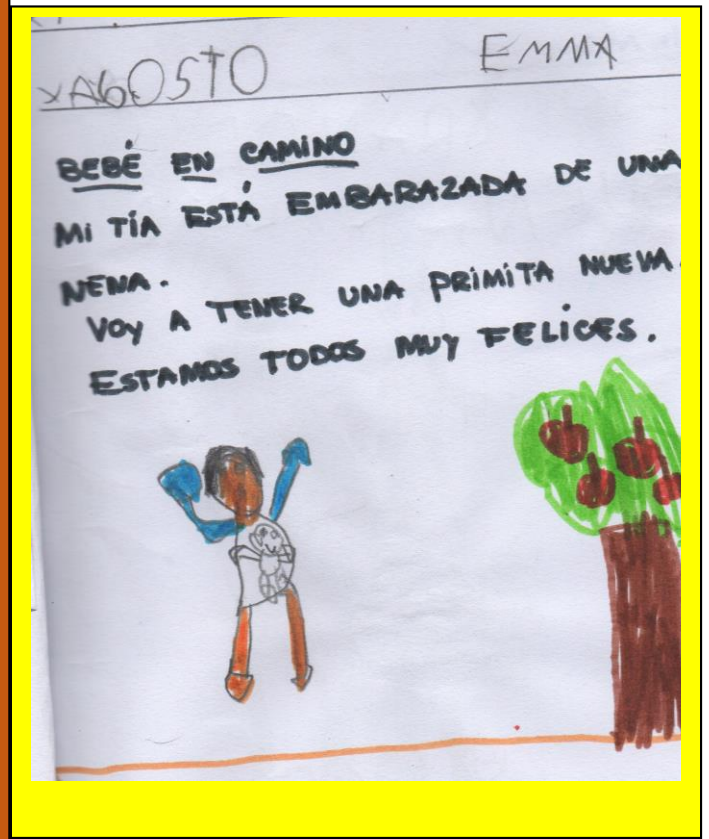 XAGOSTO EMMA
BEBÉ EN CAMINO
MI TÍA ESTÁ EMBARAZADA DE UNA
NENA.
VOY A TENER UNA PRIMITA NUEVA.
ESTAMOS TODOS MUY FELICES.